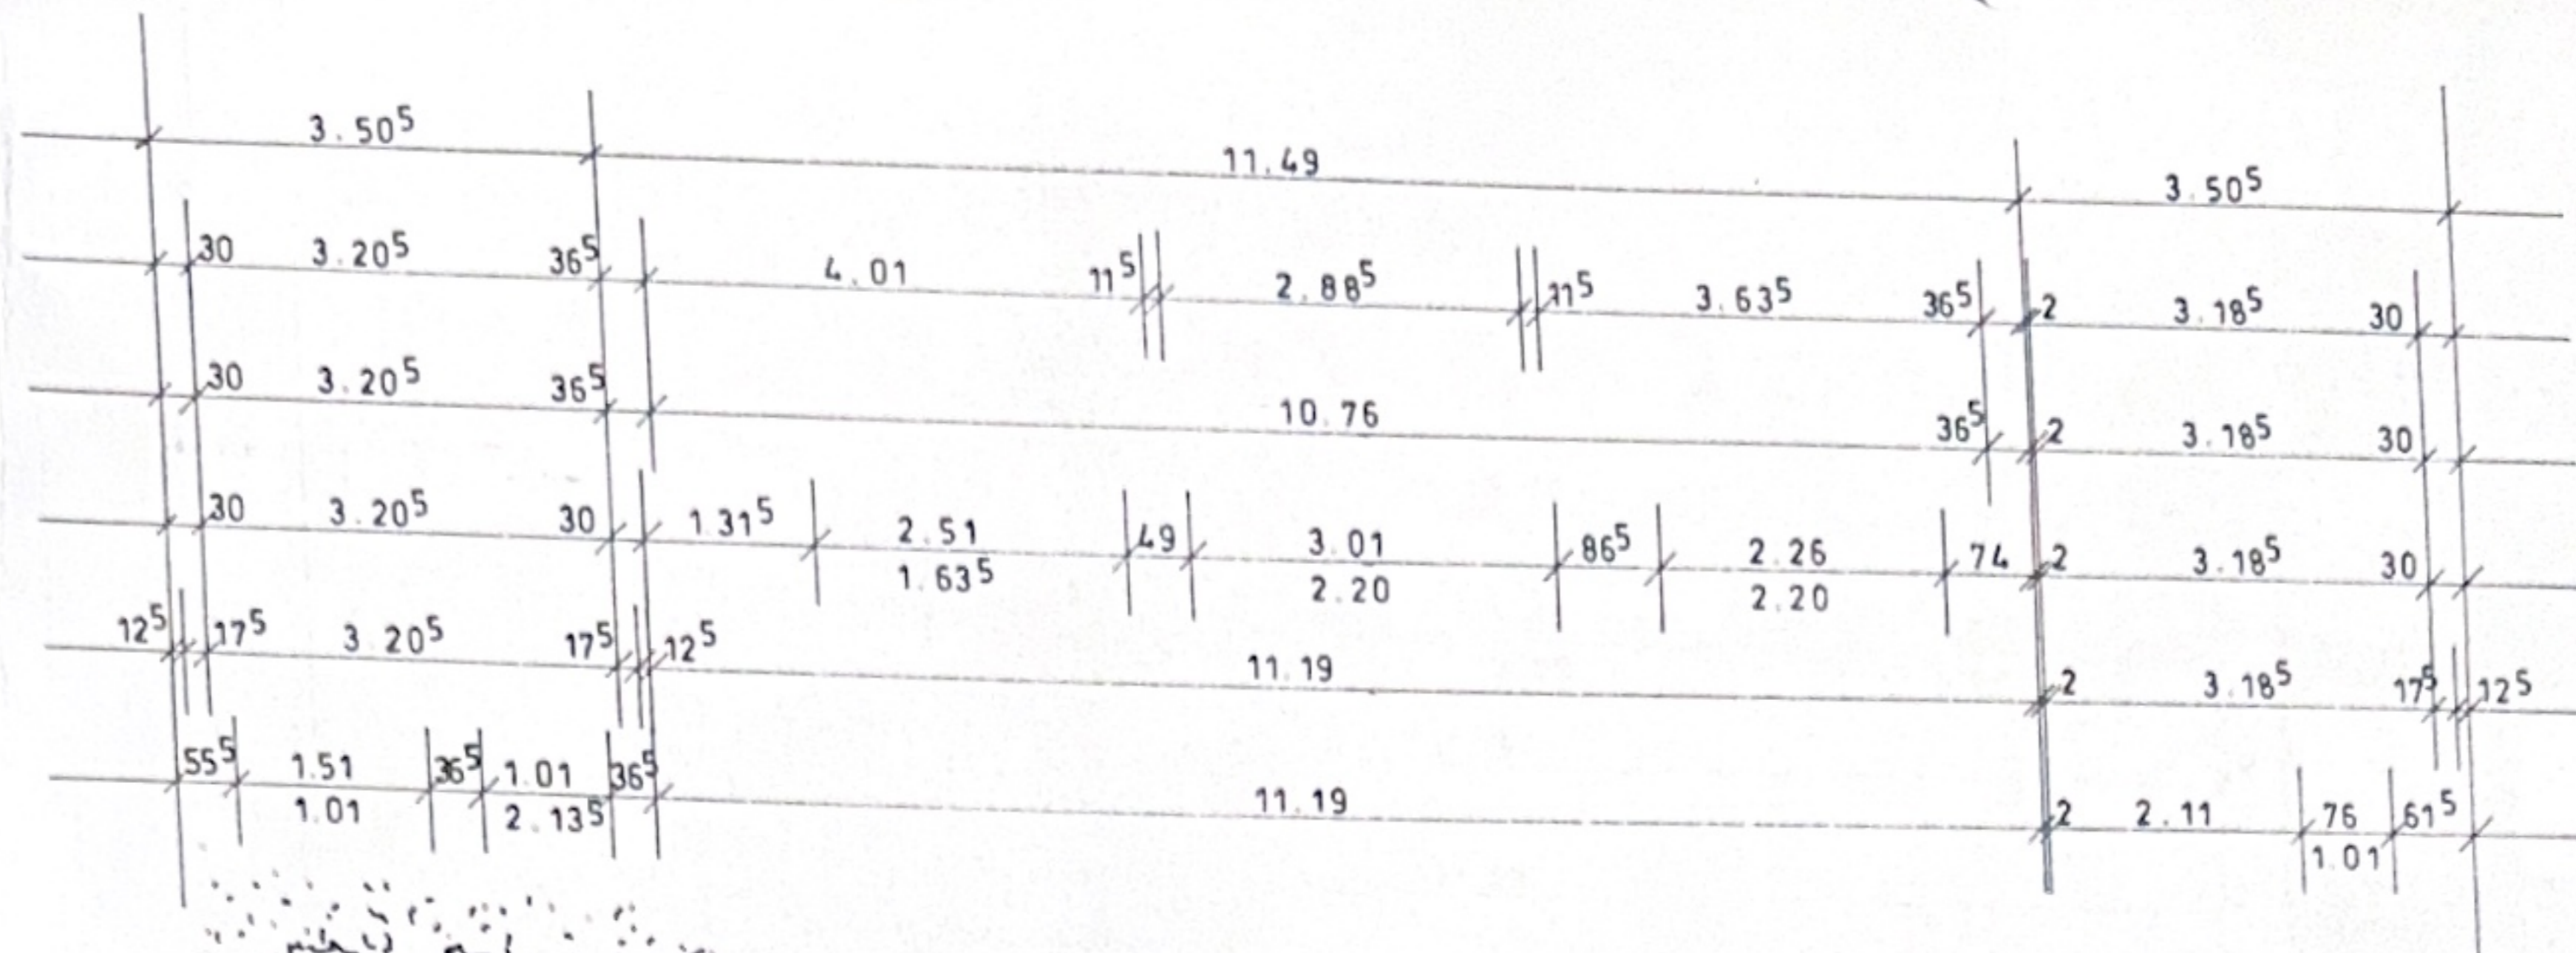 3.50⁵ 11.49 3.50⁵
30 3.20⁵ 36⁵ 4.01 11⁵ 2.88⁵ 11⁵ 3.63⁵ 36⁵ 2 3.18⁵ 30
30 3.20⁵ 36⁵ 10.76 36⁵ 2 3.18⁵ 30
30 3.20⁵ 30 1.31⁵ 2.51 49 3.01 86⁵ 2.26 74 2 3.18⁵ 30
1.63⁵ 2.20 2.20
12⁵ 17⁵ 3.20⁵ 17⁵ 12⁵ 11.19 2 3.18⁵ 17⁵ 12⁵
55⁵ 1.51 36⁵ 1.01 36⁵ 11.19 2 2.11 76 61⁵
1.01 2.13⁵ 1.01